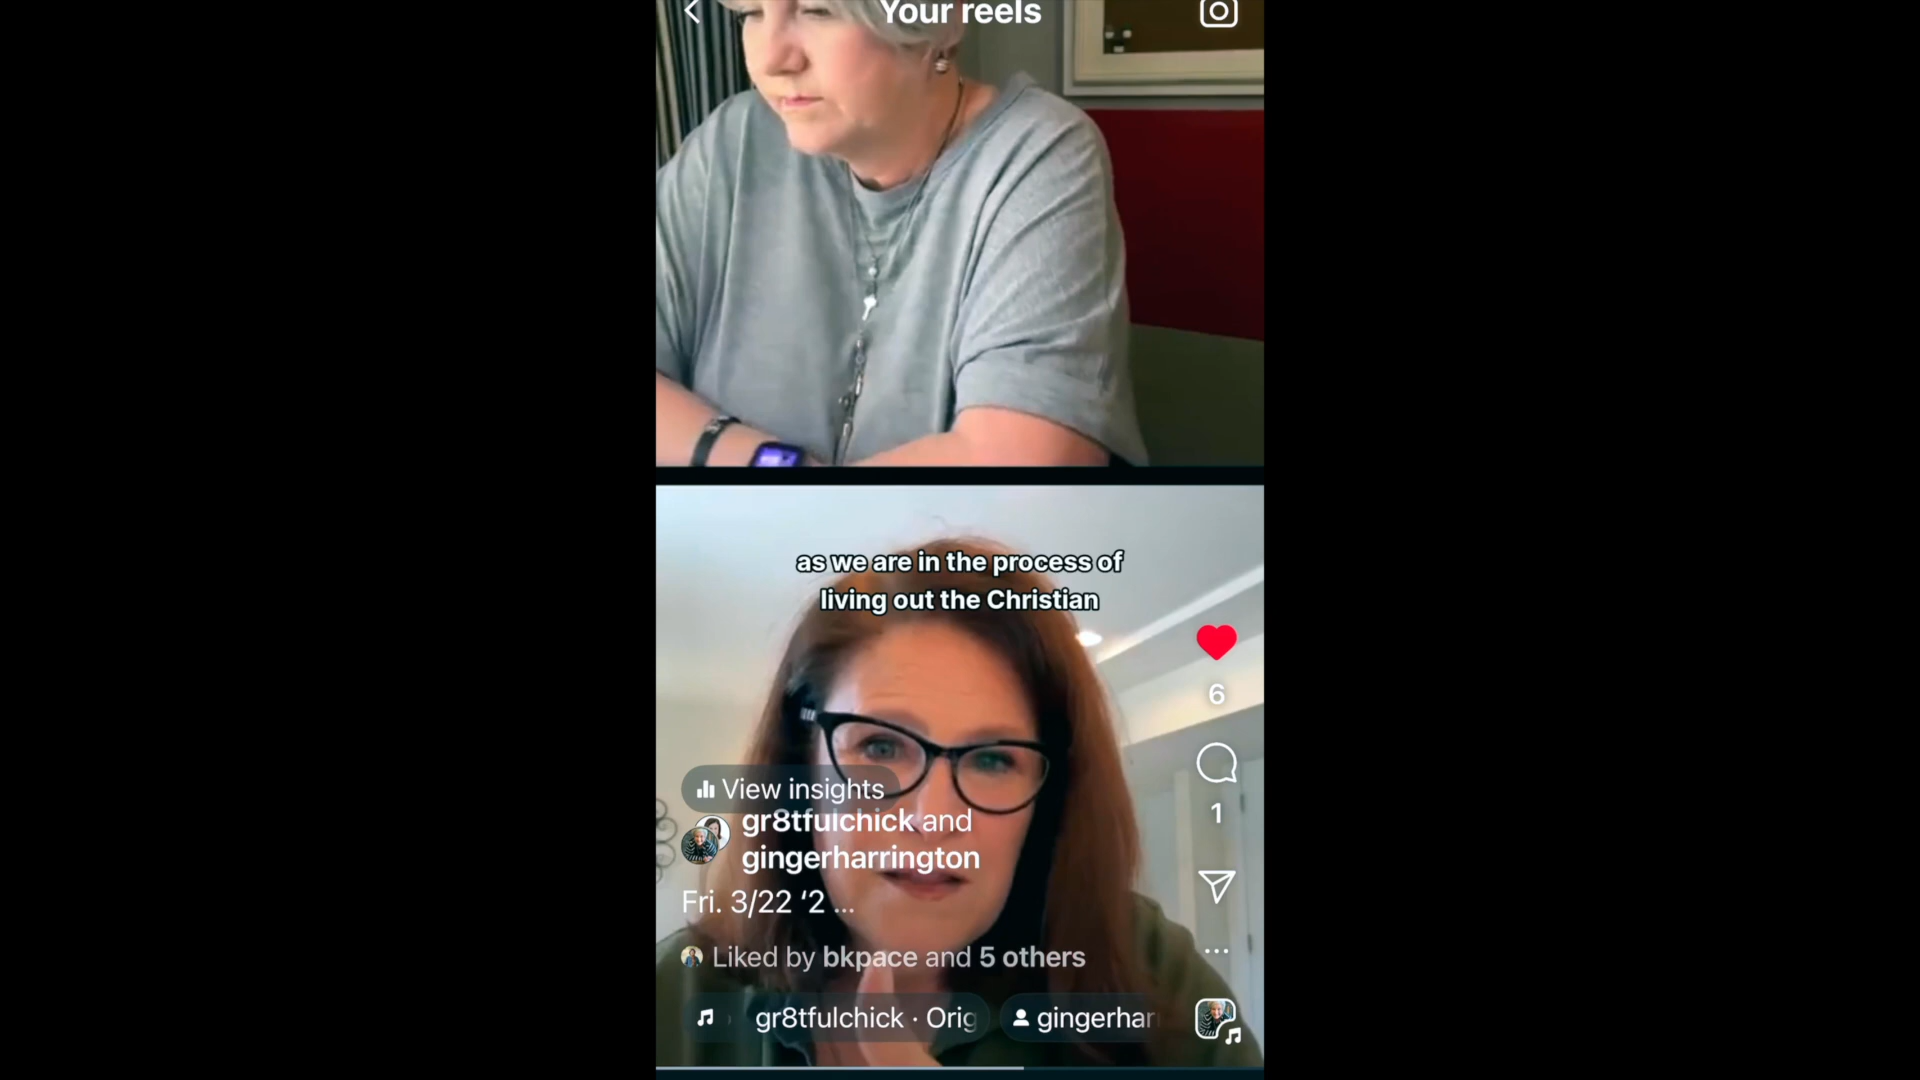 Your reels
as we are in the process of
living out the Christian
6
View insights
gr8tfulchick and
gingerharrington
1
Fri. 3/22 ‘2 ...
Liked by bkpace and 5 others
gr8tfulchick · Orig
gingerhar